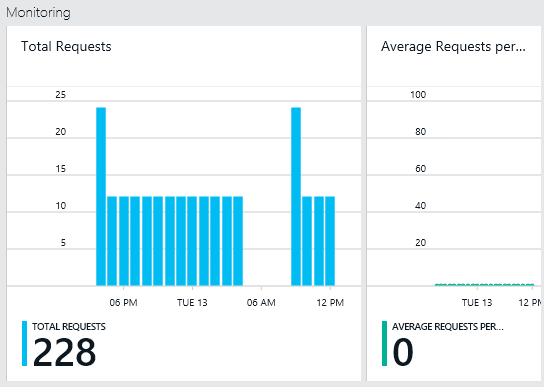 Monitoring
Total Requests
25
20
15
10
5
06 PM TUE 13 06 AM 12 PM
TOTAL REQUESTS
228
Average Requests per...
100
80
60
40
20
TUE 13 12 PM
AVERAGE REQUESTS PER...
0